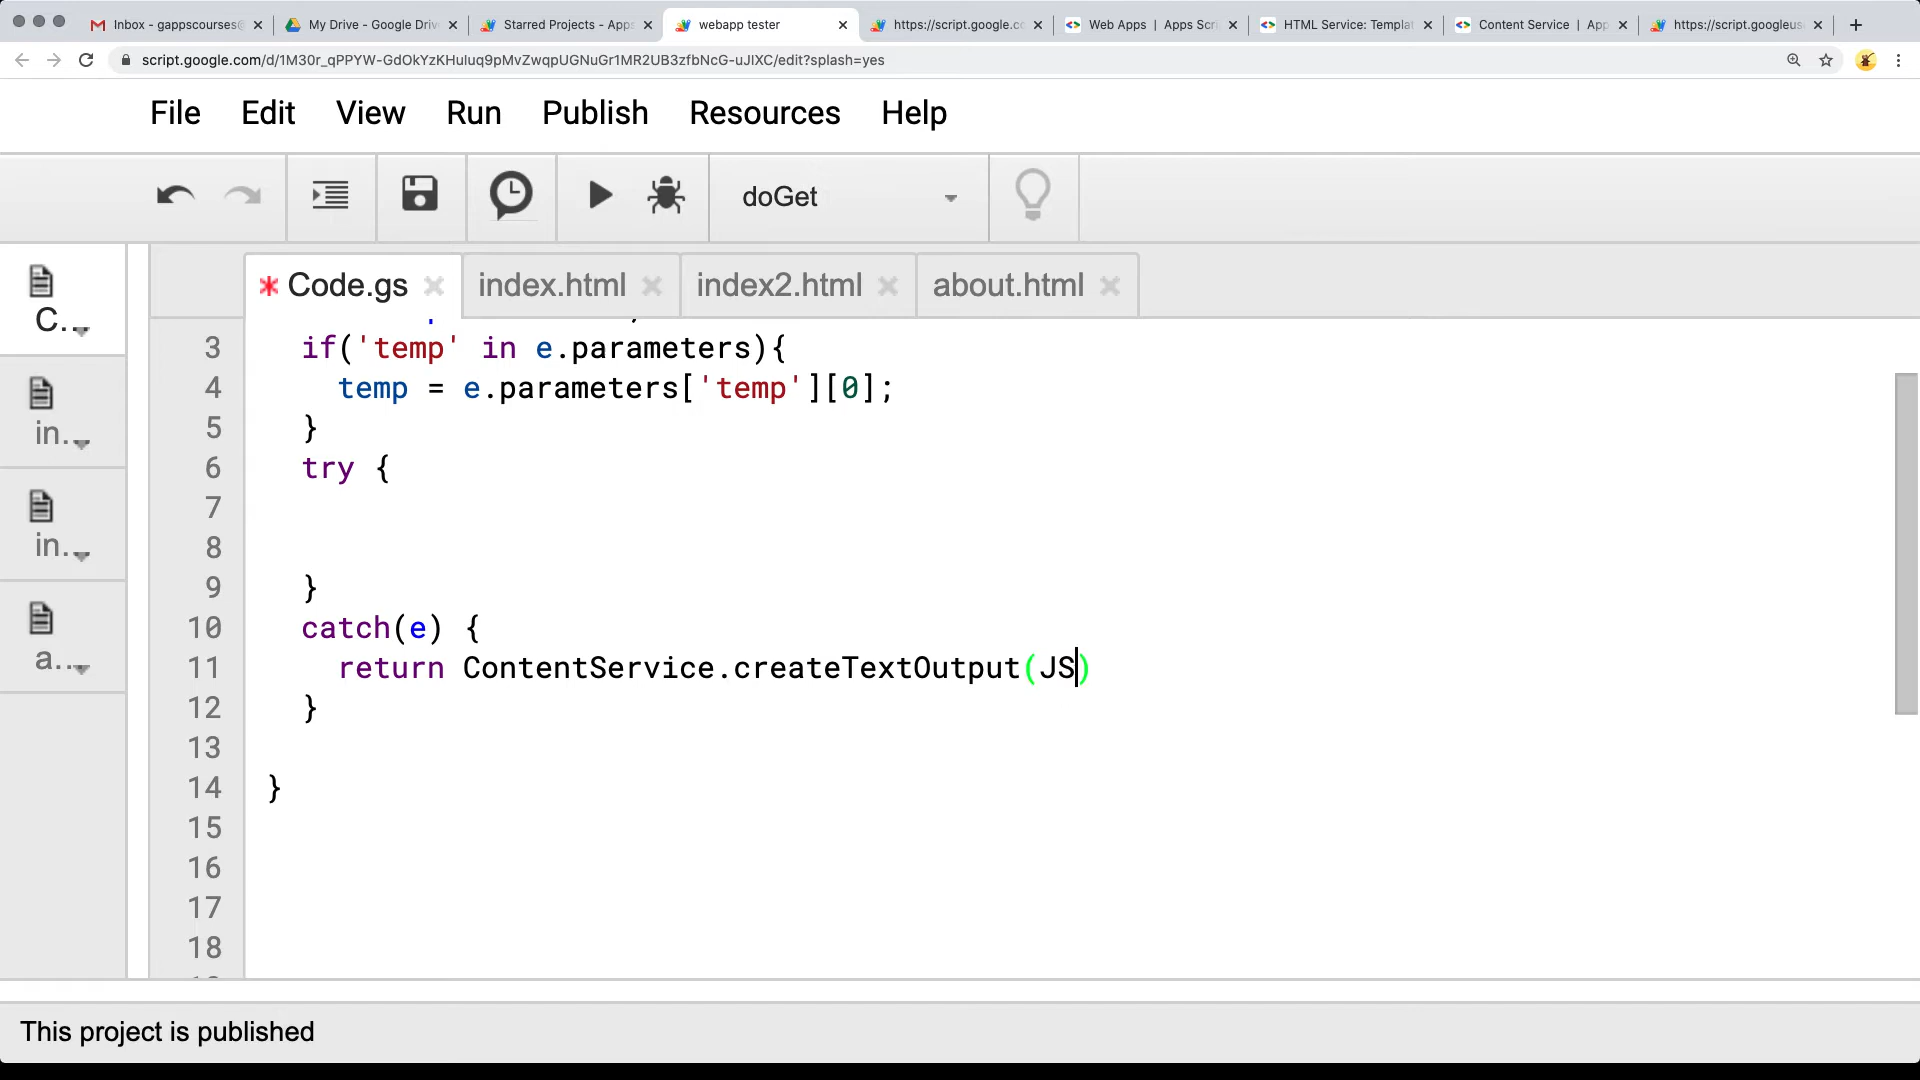 Inbox - gappscourses@
My Drive - Google Driv
Starred Projects - Apps
webapp tester
https://script.google.co
Web Apps | Apps Scri
HTML Service: Templat
Content Service | App
https://script.googleus
script.google.com/d/1M30r_qPPYW-GdOkYzKHuluq9pMvZwqpUGNuGr1MR2UB3zfbNcG-uJIXC/edit?splash=yes
File Edit View Run Publish Resources Help
doGet
C...
in...
in...
a...
* Code.gs
index.html
index2.html
about.html
3 if('temp' in e.parameters){
4 temp = e.parameters['temp'][0];
5 }
6 try {
7
8
9 }
10 catch(e) {
11 return ContentService.createTextOutput(JS)
12 }
13
14 }
15
16
17
18
This project is published